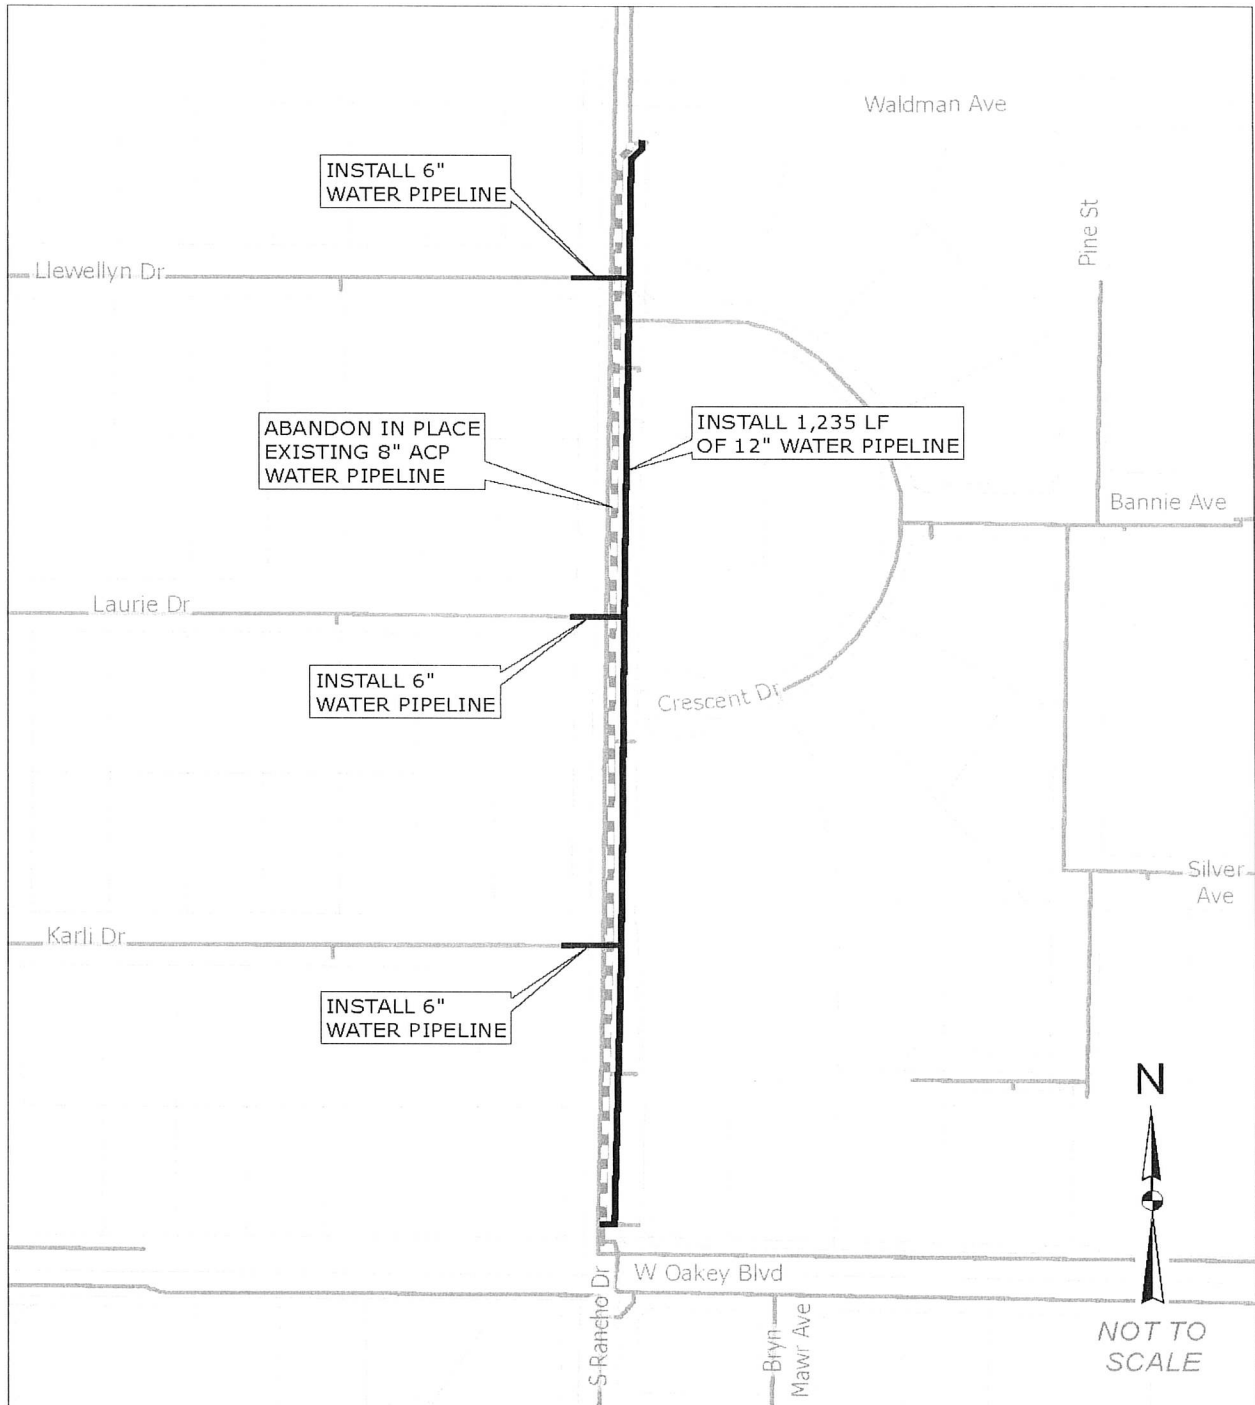 Waldman Ave
INSTALL 6"
WATER PIPELINE
Pine St
Llewellyn Dr
ABANDON IN PLACE
EXISTING 8" ACP
WATER PIPELINE
INSTALL 1,235 LF
OF 12" WATER PIPELINE
Bannie Ave
Laurie Dr
INSTALL 6"
WATER PIPELINE
Crescent Dr
Silver
Ave
Karli Dr
INSTALL 6"
WATER PIPELINE
N
W Oakey Blvd
S Rancho Dr
Bryn
Mawr Ave
NOT TO
SCALE